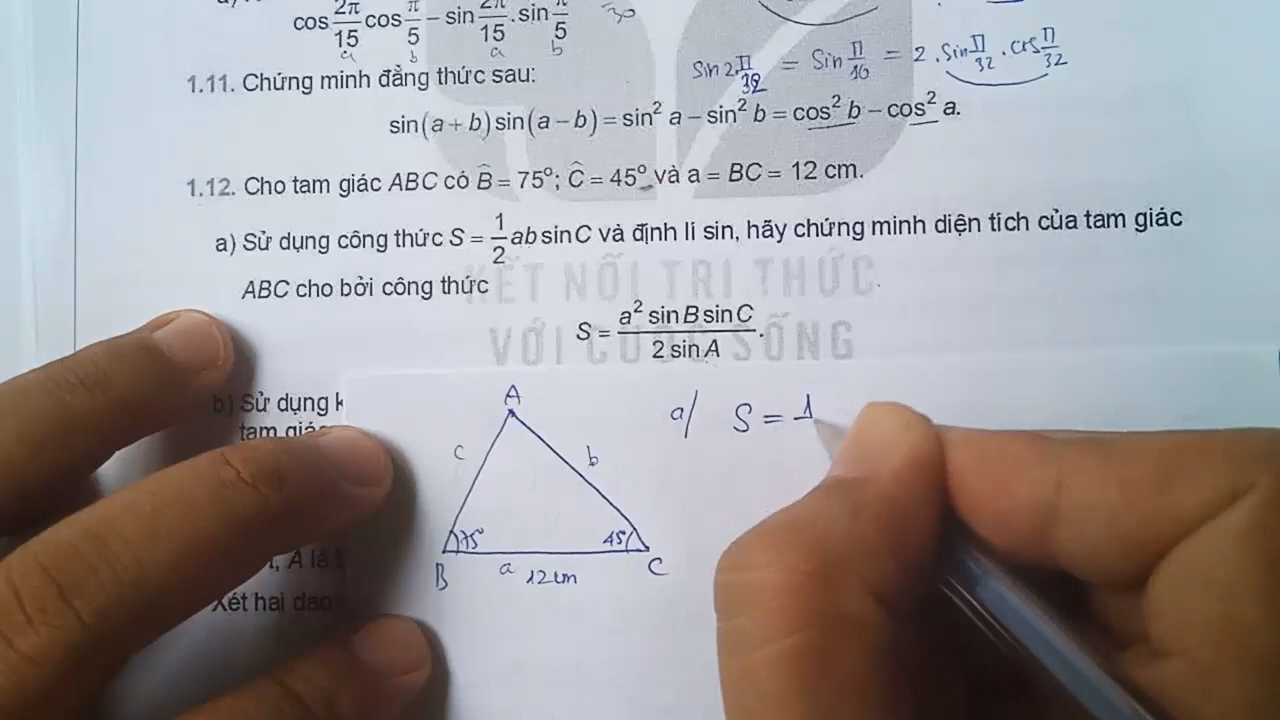 cos 2π/15 cos π/5 − sin 2π/15 . sin π/5
a b a b
30
1.11. Chứng minh đẳng thức sau:
Sin 2.π/32 = Sin π/16 = 2 . Sin π/32 . cos π/32
sin(a + b) sin(a − b) = sin² a − sin² b = cos² b − cos² a.
1.12. Cho tam giác ABC có B̂ = 75°; Ĉ = 45° và a = BC = 12 cm.
a) Sử dụng công thức S = 1/2 ab sin C và định lí sin, hãy chứng minh diện tích của tam giác
ABC cho bởi công thức
KẾT NỐI TRI THỨC
S = a² sin B sin C / 2 sin A.
VỚI CUỘC SỐNG
b) Sử dụng
tam giác
A
a/ S = 1
c b
75° 45°
B a 12cm C
, A là
Xét hai dao